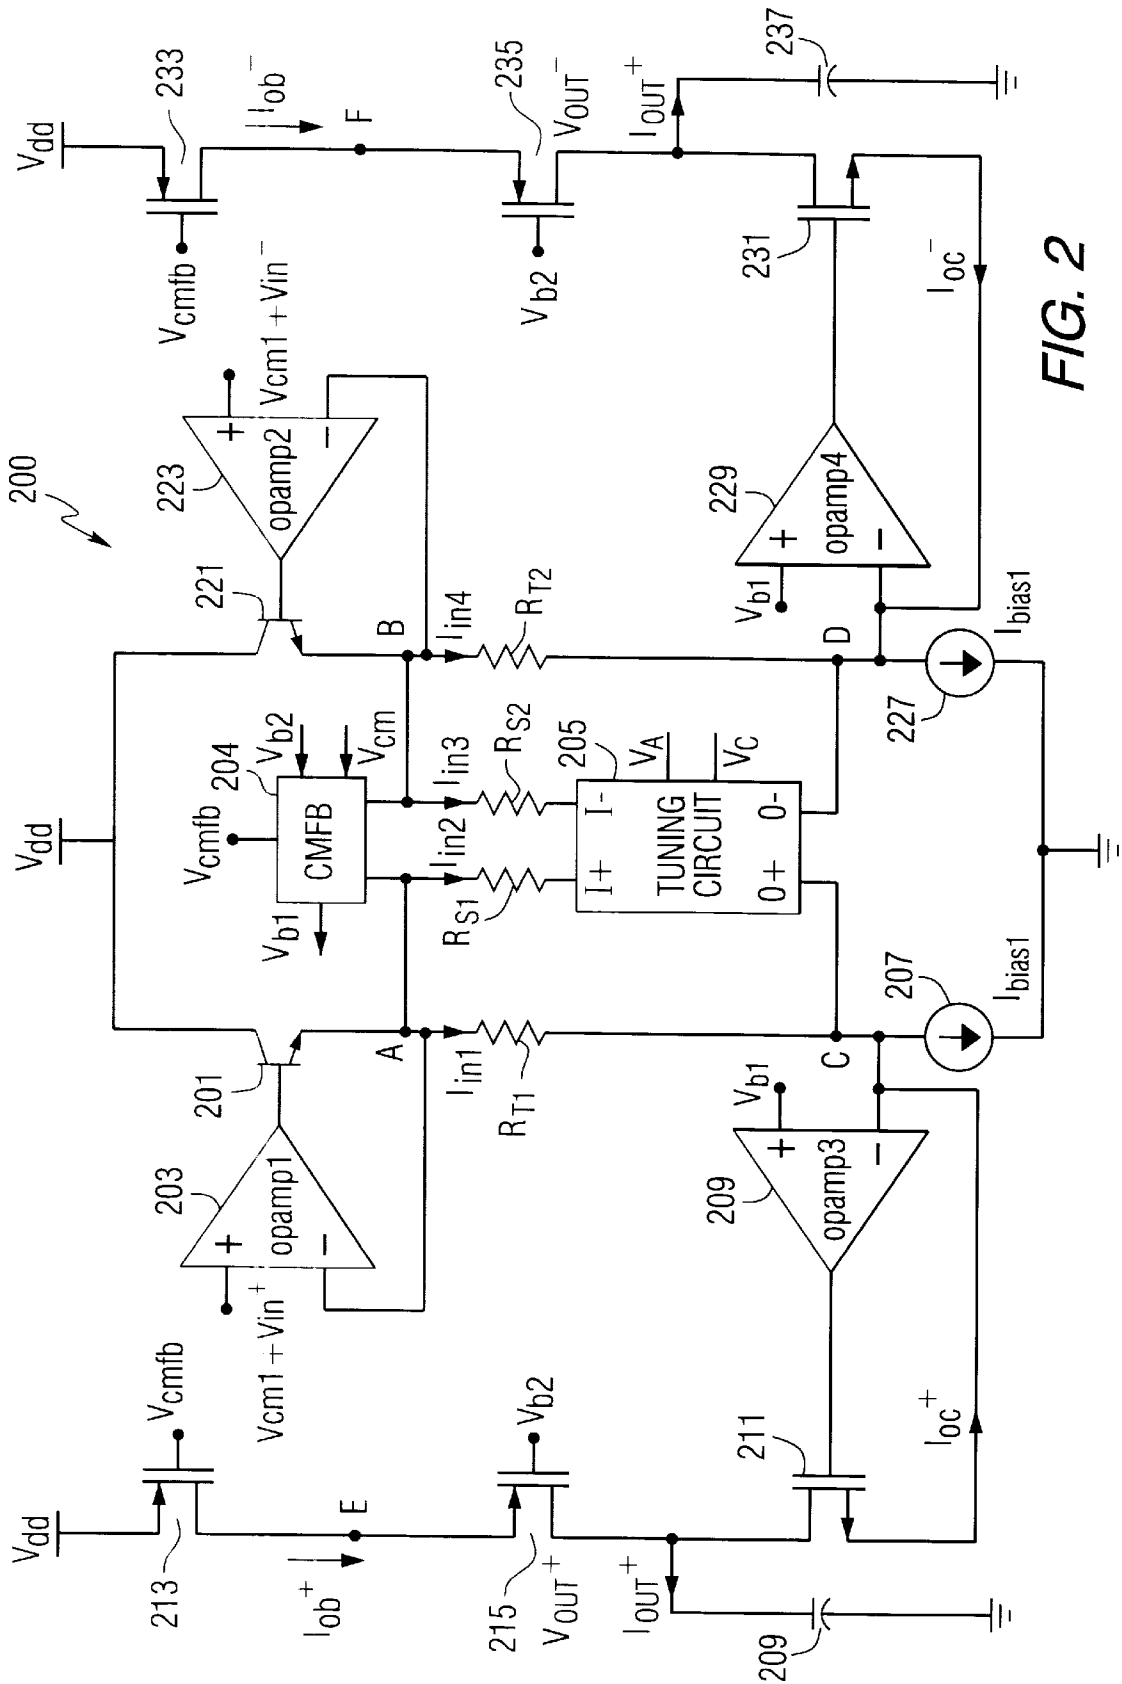 200
Vdd
Vdd
Vdd
213
Vcmfb
Iob+
E
215
Vb2
VOUT+
IOUT+
209
211
Ioc+
203
opamp1
+
−
Vcm1+Vin+
201
A
Iin1
RT1
Vb1
204
CMFB
Vcmfb
Vb2
Vcm
Iin2
RS1
Iin3
RS2
205
I+
I-
TUNING
CIRCUIT
O+
O-
VA
VC
221
223
opamp2
+
−
Vcm1+Vin-
B
Iin4
RT2
233
Vcmfb
Iob-
F
235
Vb2
VOUT-
IOUT+
237
231
Ioc-
209
opamp3
+
−
Vb1
C
207
Ibias1
229
opamp4
+
−
Vb1
D
227
Ibias1
FIG. 2